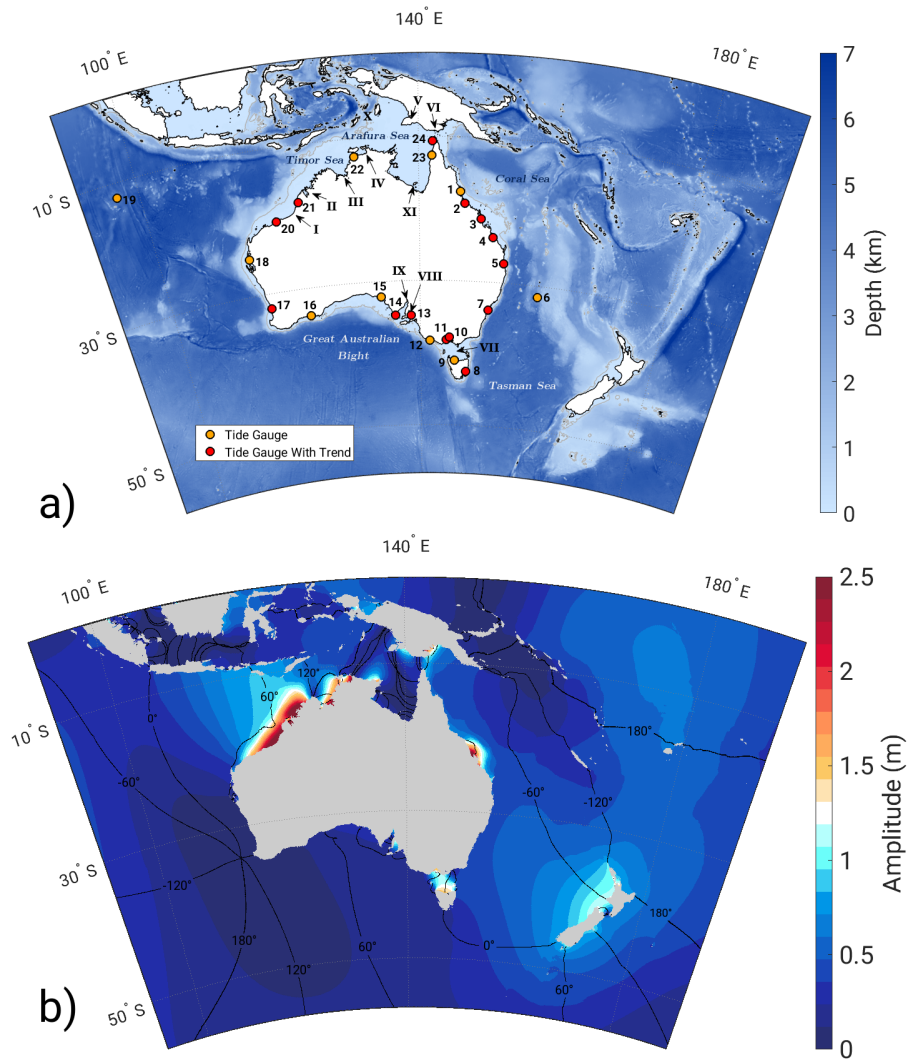 140° E
100° E
180° E
V
VI
X
Arafura Sea
24
Timor Sea
22
23
IV
Coral Sea
1
III
19
II
XI
2
10° S
21
3
20
I
4
18
5
IX
VIII
15
6
17
16
14
13
7
30° S
Great Australian
Bight
11
10
12
VII
9
8
Tasman Sea
Tide Gauge
Tide Gauge With Trend
50° S
a)
7
6
5
4
3
2
1
0
Depth (km)
140° E
100° E
180° E
120°
60°
0°
10° S
180°
-60°
-60°
-120°
30° S
-120°
180°
0°
180°
60°
120°
60°
50° S
b)
2.5
2
1.5
1
0.5
0
Amplitude (m)